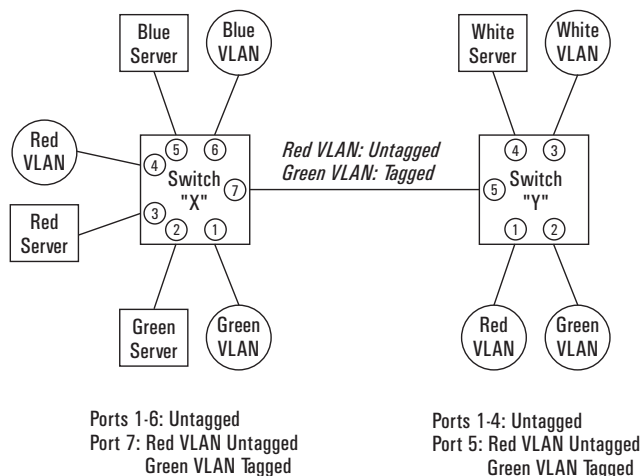 Blue
Server
Blue
VLAN
White
Server
White
VLAN
Red
VLAN
Red
Server
5
6
4
3
2
1
7
Switch
"X"
Red VLAN: Untagged
Green VLAN: Tagged
4
3
5
1
2
Switch
"Y"
Green
Server
Green
VLAN
Red
VLAN
Green
VLAN
Ports 1-6: Untagged
Port 7: Red VLAN Untagged
Green VLAN Tagged
Ports 1-4: Untagged
Port 5: Red VLAN Untagged
Green VLAN Tagged